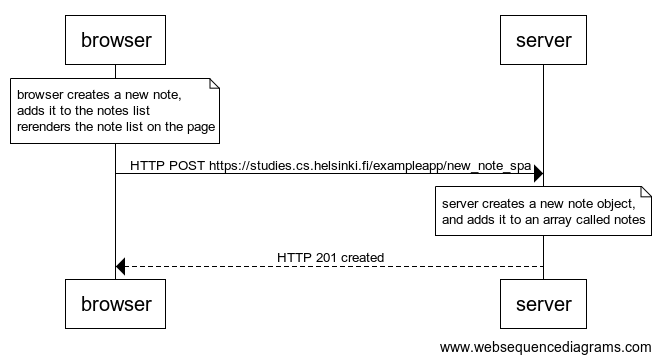 browser
server
browser creates a new note,
adds it to the notes list
rerenders the note list on the page
HTTP POST https://studies.cs.helsinki.fi/exampleapp/new_note_spa
server creates a new note object,
and adds it to an array called notes
HTTP 201 created
browser
server
www.websequencediagrams.com